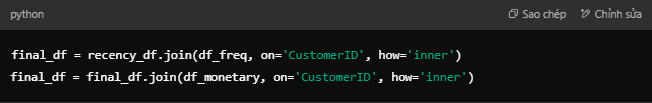 python
Sao chép
Chỉnh sửa
final_df = recency_df.join(df_freq, on='CustomerID', how='inner')
final_df = final_df.join(df_monetary, on='CustomerID', how='inner')